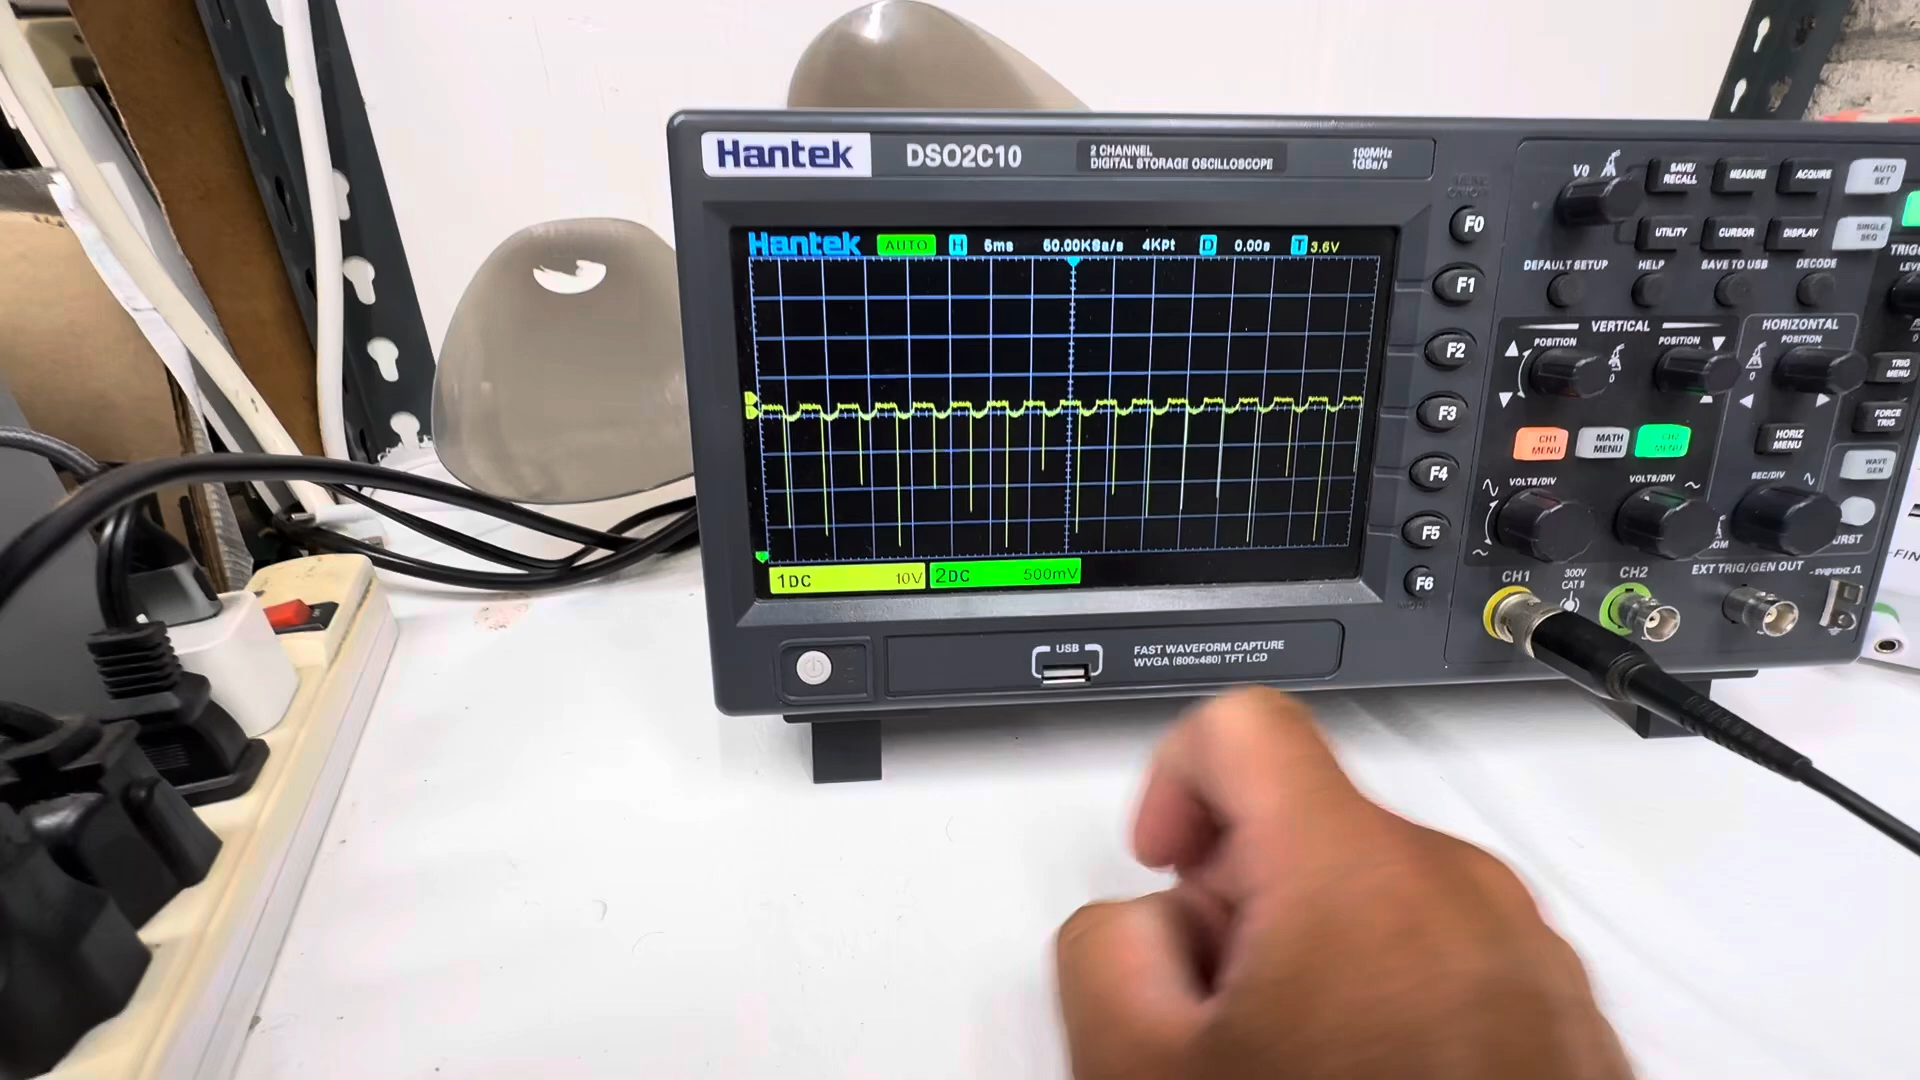 Hantek DSO2C10 2 CHANNEL 100MHz
DIGITAL STORAGE OSCILLOSCOPE 1GSa/s
V0 SAVE/RECALL MEASURE ACQUIRE AUTO SET
UTILITY CURSOR DISPLAY SINGLE SEQ
DEFAULT SETUP HELP SAVE TO USB DECODE
Hantek AUTO H 5ms 50.00KSa/s 4KPt D 0.00s T 3.6V
F0
F1
F2
F3
F4
F5
F6
VERTICAL HORIZONTAL
POSITION POSITION POSITION
0 0
TRIG MENU
FORCE TRIG
CH1 MENU MATH MENU CH2 MENU HORIZ MENU
WAVE GEN
VOLTS/DIV VOLTS/DIV SEC/DIV
1DC 10V 2DC 500mV
CH1 300V CAT II CH2 EXT TRIG/GEN OUT
USB FAST WAVEFORM CAPTURE
WVGA (800x480) TFT LCD